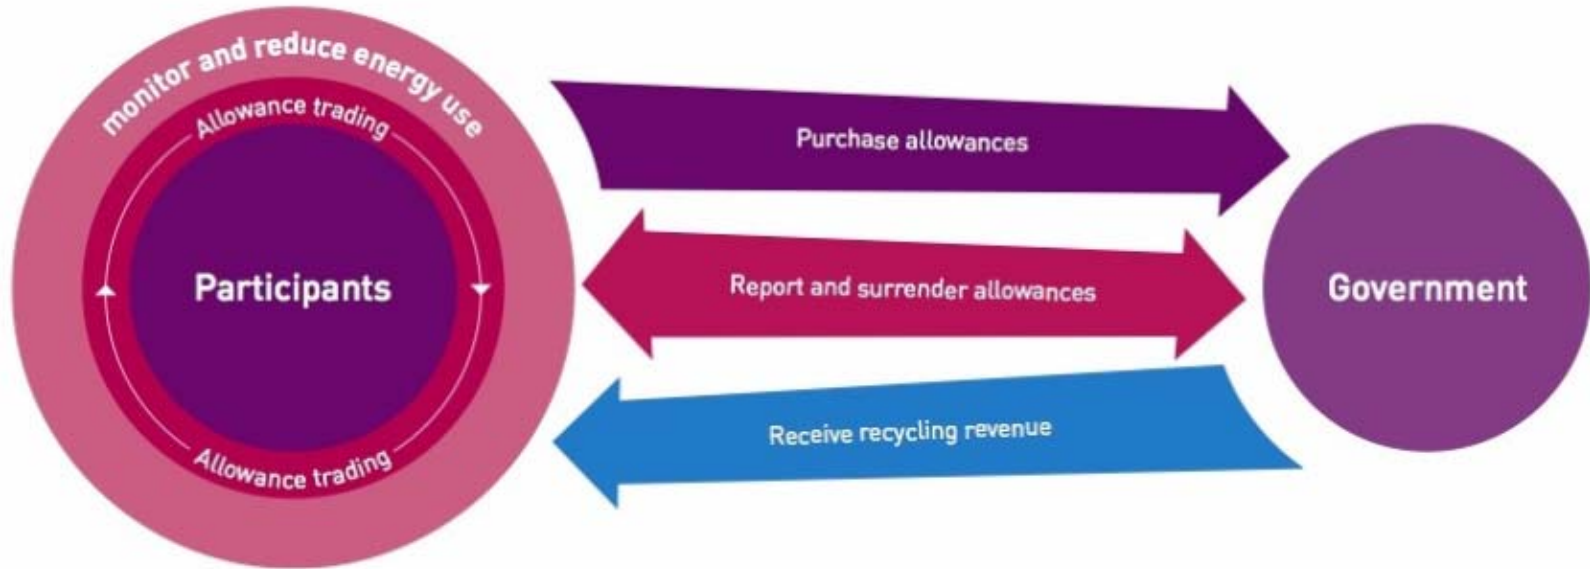 monitor and reduce energy use
Allowance trading
Participants
Allowance trading
Purchase allowances
Report and surrender allowances
Receive recycling revenue
Government